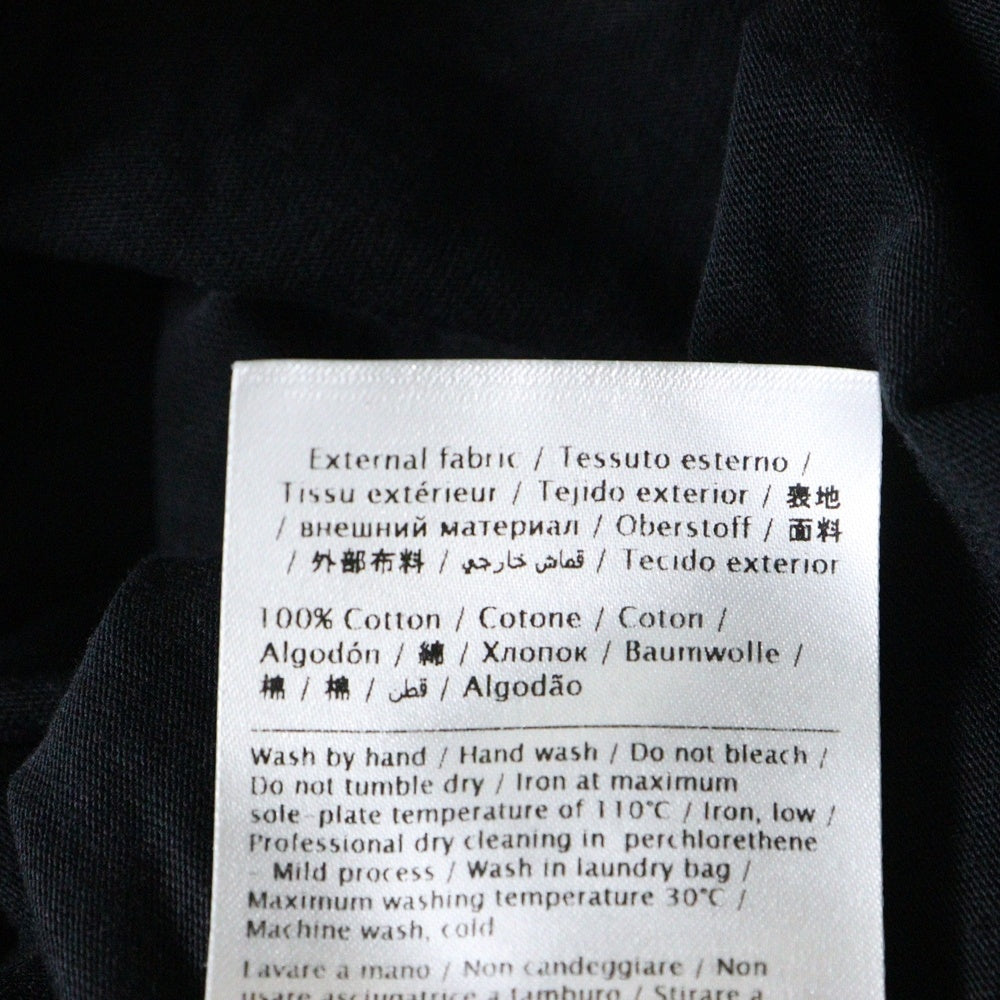 External fabric / Tessuto esterno /
Tissu extérieur / Tejido exterior / 表地
/ внешний материал / Oberstoff / 面料
/ 外部布料 / قماش خارجي / Tecido exterior
100% Cotton / Cotone / Coton /
Algodón / 綿 / Хлопок / Baumwolle /
棉 / 棉 / قطن / Algodão
Wash by hand / Hand wash / Do not bleach /
Do not tumble dry / Iron at maximum
sole-plate temperature of 110°C / Iron, low /
Professional dry cleaning in perchlorethene
- Mild process / Wash in laundry bag /
Maximum washing temperature 30°C /
Machine wash, cold
Lavare a mano / Non candeggiare / Non
usare asciugatrice a tamburo / Stirare a